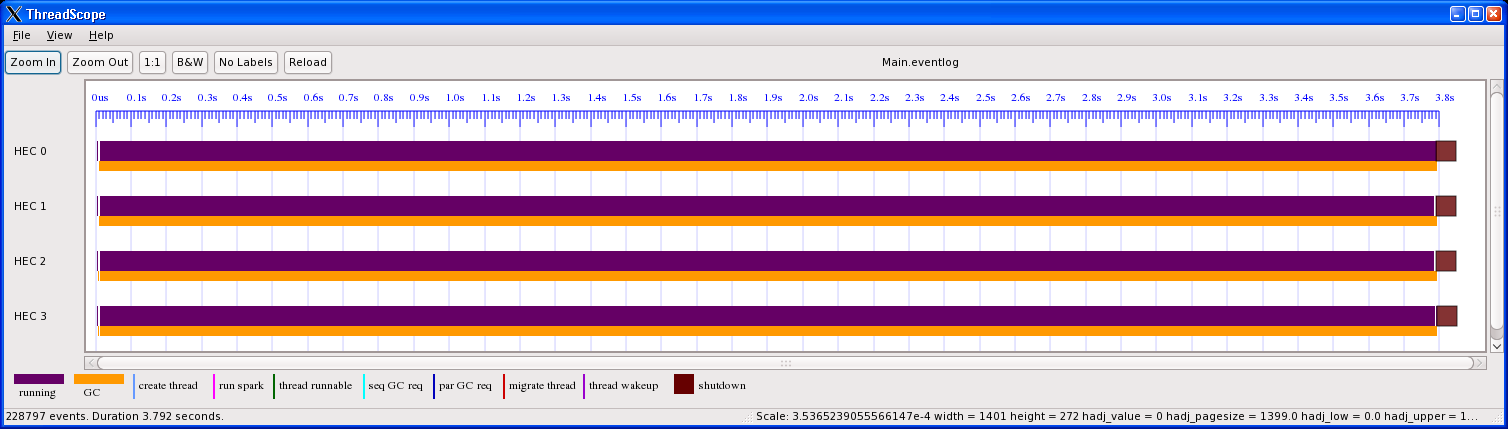 ThreadScope
File View Help
Zoom In Zoom Out 1:1 B&W No Labels Reload Main.eventlog
0us 0.1s 0.2s 0.3s 0.4s 0.5s 0.6s 0.7s 0.8s 0.9s 1.0s 1.1s 1.2s 1.3s 1.4s 1.5s 1.6s 1.7s 1.8s 1.9s 2.0s 2.1s 2.2s 2.3s 2.4s 2.5s 2.6s 2.7s 2.8s 2.9s 3.0s 3.1s 3.2s 3.3s 3.4s 3.5s 3.6s 3.7s 3.8s
HEC 0
HEC 1
HEC 2
HEC 3
running GC create thread run spark thread runnable seq GC req par GC req migrate thread thread wakeup shutdown
228797 events. Duration 3.792 seconds. Scale: 3.5365239055566147e-4 width = 1401 height = 272 hadj_value = 0 hadj_pagesize = 1399.0 hadj_low = 0.0 hadj_upper = 1...